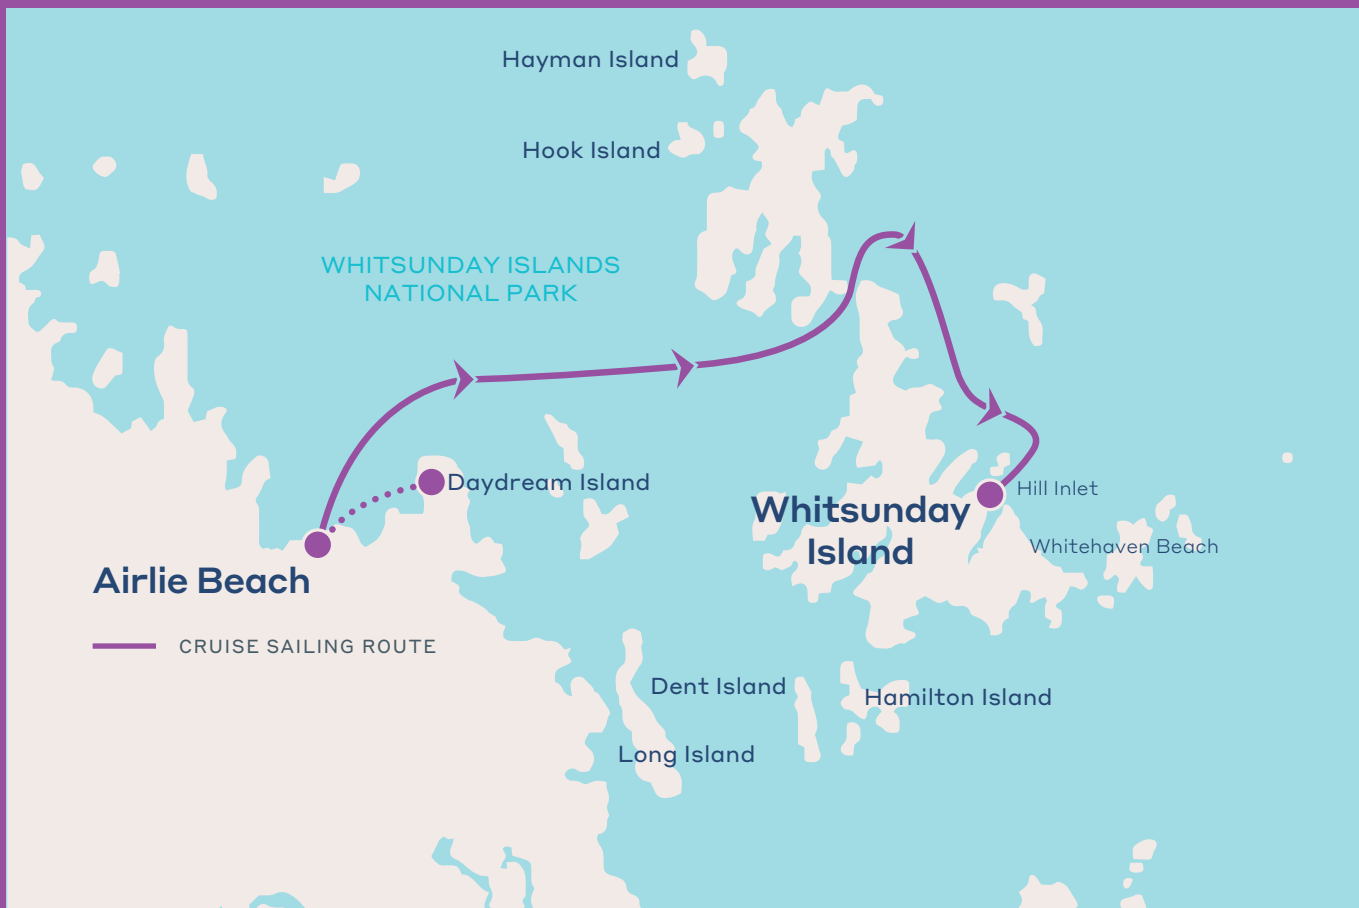 Hayman Island
Hook Island
WHITSUNDAY ISLANDS
NATIONAL PARK
Daydream Island
Hill Inlet
Whitsunday
Island
Whitehaven Beach
Airlie Beach
CRUISE SAILING ROUTE
Dent Island
Hamilton Island
Long Island